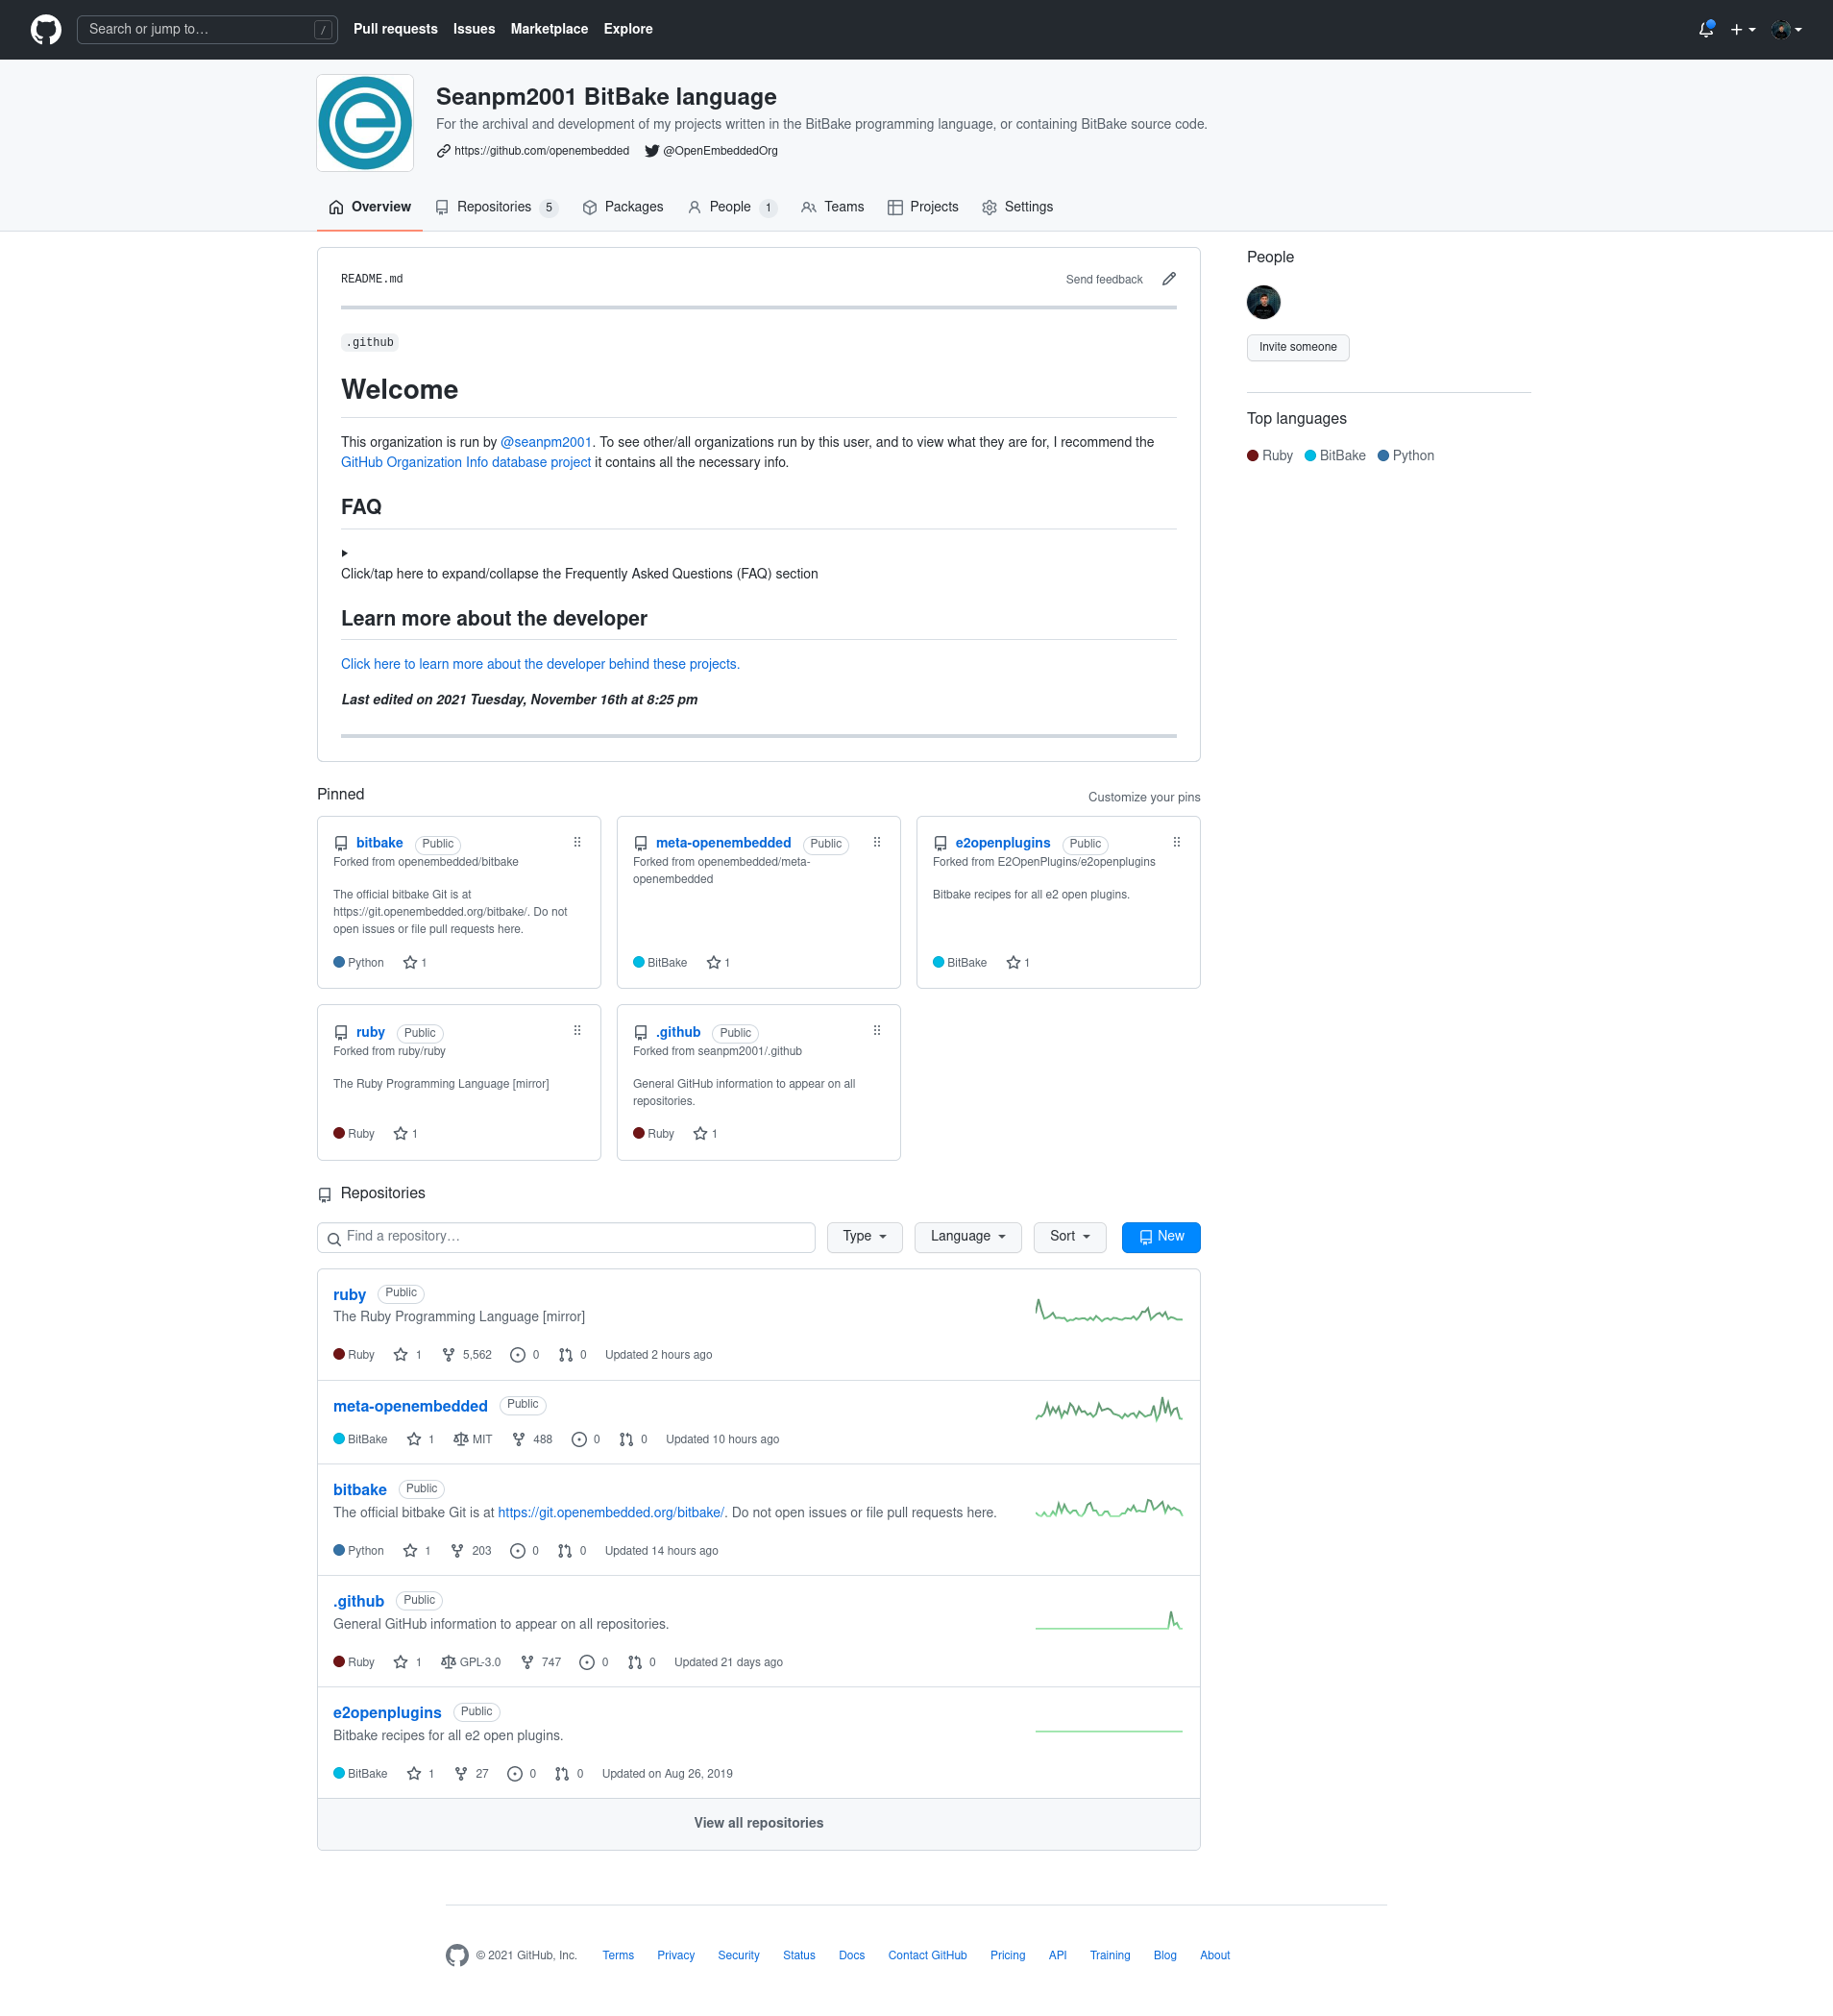 Search or jump to…
/
Pull requests
Issues
Marketplace
Explore
Seanpm2001 BitBake language
For the archival and development of my projects written in the BitBake programming language, or containing BitBake source code.
https://github.com/openembedded @OpenEmbeddedOrg
Overview
Repositories 5
Packages
People 1
Teams
Projects
Settings
README.md
Send feedback
.github
Welcome
This organization is run by @seanpm2001. To see other/all organizations run by this user, and to view what they are for, I recommend the
GitHub Organization Info database project it contains all the necessary info.
FAQ
Click/tap here to expand/collapse the Frequently Asked Questions (FAQ) section
Learn more about the developer
Click here to learn more about the developer behind these projects.
Last edited on 2021 Tuesday, November 16th at 8:25 pm
People
Invite someone
Top languages
Ruby BitBake Python
Pinned
Customize your pins
bitbake Public
Forked from openembedded/bitbake
The official bitbake Git is at
https://git.openembedded.org/bitbake/. Do not
open issues or file pull requests here.
Python 1
meta-openembedded Public
Forked from openembedded/meta-
openembedded
BitBake 1
e2openplugins Public
Forked from E2OpenPlugins/e2openplugins
Bitbake recipes for all e2 open plugins.
BitBake 1
ruby Public
Forked from ruby/ruby
The Ruby Programming Language [mirror]
Ruby 1
.github Public
Forked from seanpm2001/.github
General GitHub information to appear on all
repositories.
Ruby 1
Repositories
Find a repository…
Type
Language
Sort
New
ruby Public
The Ruby Programming Language [mirror]
Ruby 1 5,562 0 0 Updated 2 hours ago
meta-openembedded Public
BitBake 1 MIT 488 0 0 Updated 10 hours ago
bitbake Public
The official bitbake Git is at https://git.openembedded.org/bitbake/. Do not open issues or file pull requests here.
Python 1 203 0 0 Updated 14 hours ago
.github Public
General GitHub information to appear on all repositories.
Ruby 1 GPL-3.0 747 0 0 Updated 21 days ago
e2openplugins Public
Bitbake recipes for all e2 open plugins.
BitBake 1 27 0 0 Updated on Aug 26, 2019
View all repositories
© 2021 GitHub, Inc. Terms Privacy Security Status Docs Contact GitHub Pricing API Training Blog About